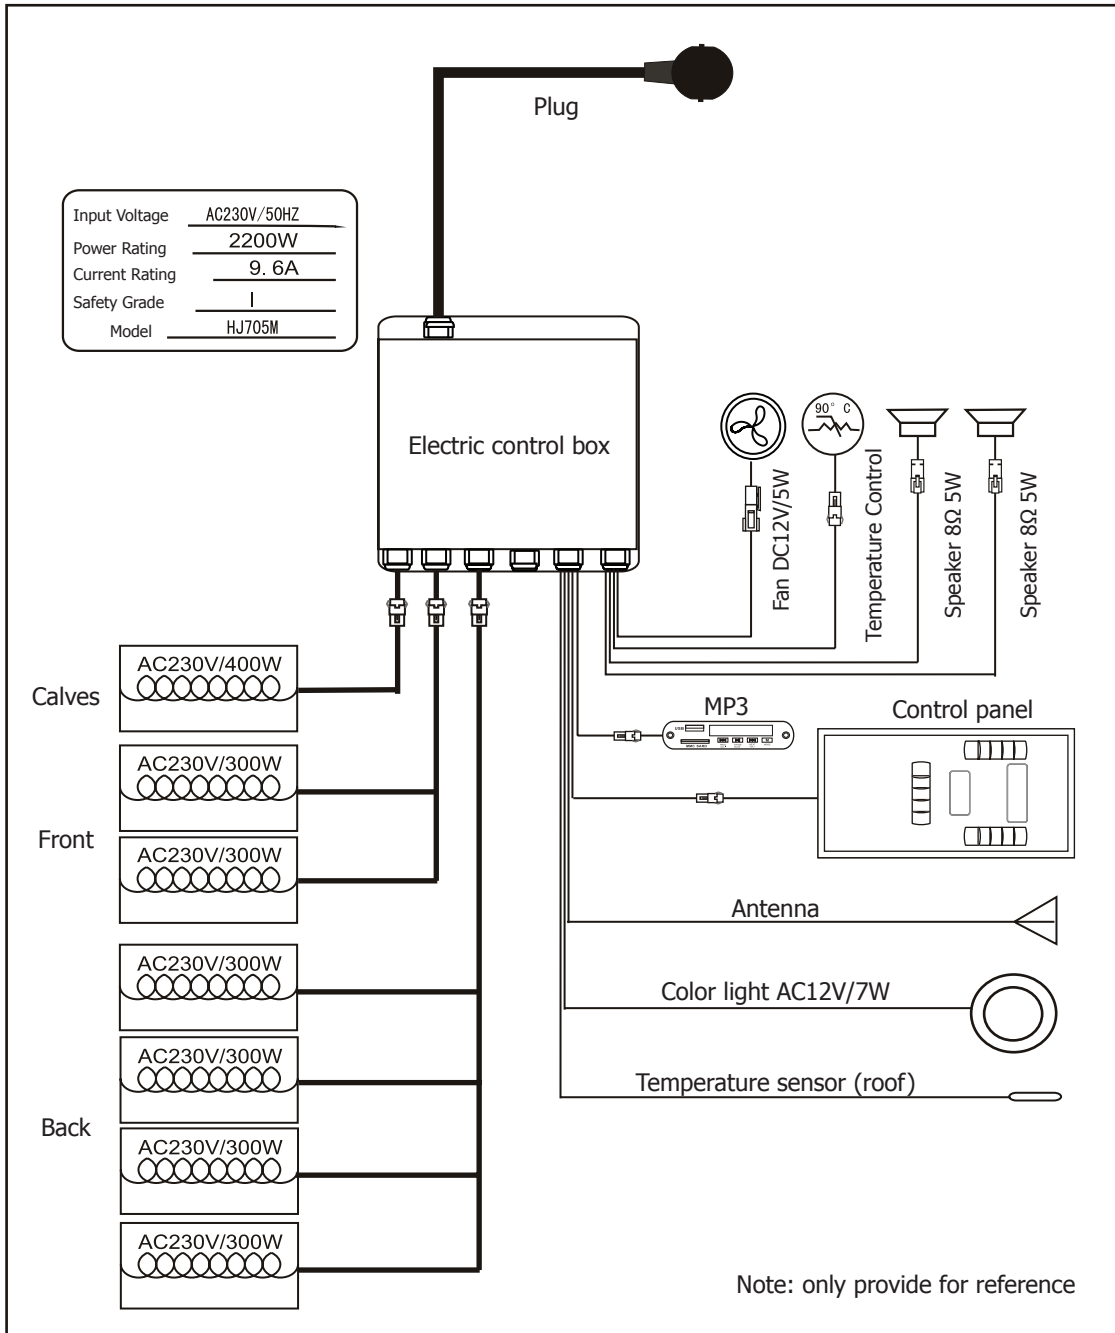 Plug
Input Voltage AC230V/50HZ
Power Rating 2200W
Current Rating 9.6A
Safety Grade I
Model HJ705M
Electric control box
90° C
Fan DC12V/5W
Temperature Control
Speaker 8Ω 5W
Speaker 8Ω 5W
AC230V/400W
Calves
AC230V/300W
Front
AC230V/300W
AC230V/300W
AC230V/300W
Back
AC230V/300W
AC230V/300W
MP3
USB
Control panel
Antenna
Color light AC12V/7W
Temperature sensor (roof)
Note: only provide for reference